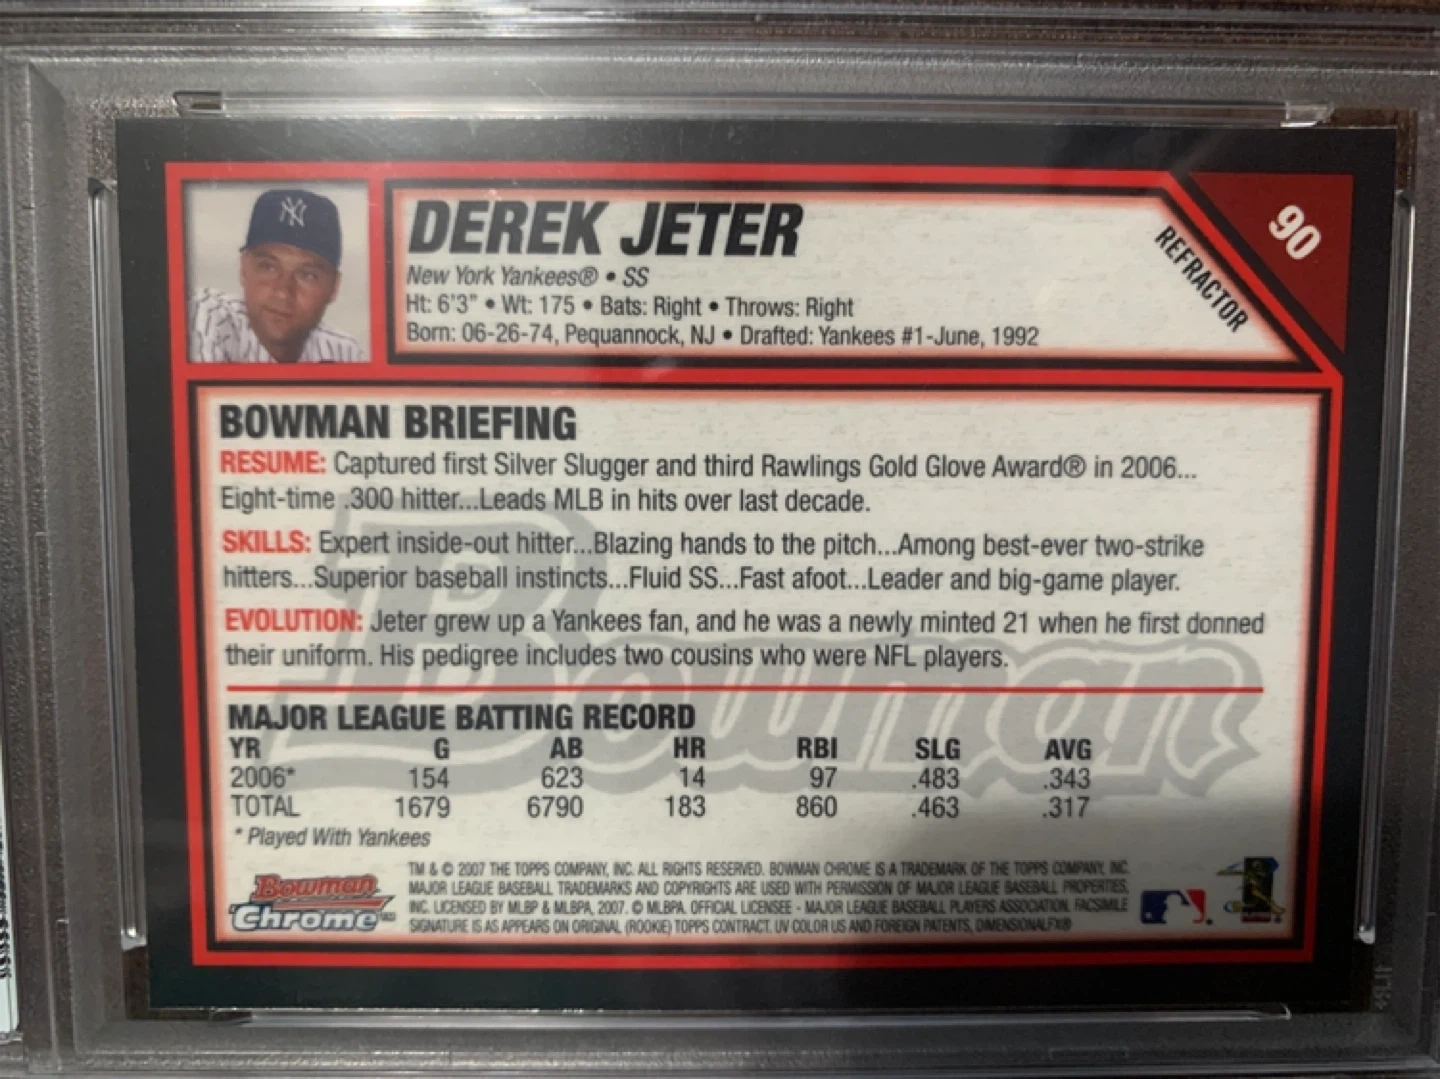 DEREK JETER
New York Yankees® • SS
Ht: 6'3" • Wt: 175 • Bats: Right • Throws: Right
Born: 06-26-74, Pequannock, NJ • Drafted: Yankees #1-June, 1992
90
REFRACTOR
BOWMAN BRIEFING
RESUME: Captured first Silver Slugger and third Rawlings Gold Glove Award® in 2006...
Eight-time .300 hitter...Leads MLB in hits over last decade.
SKILLS: Expert inside-out hitter...Blazing hands to the pitch...Among best-ever two-strike
hitters...Superior baseball instincts...Fluid SS...Fast afoot...Leader and big-game player.
EVOLUTION: Jeter grew up a Yankees fan, and he was a newly minted 21 when he first donned
their uniform. His pedigree includes two cousins who were NFL players.
Bowman
MAJOR LEAGUE BATTING RECORD
YR G AB HR RBI SLG AVG
2006* 154 623 14 97 .483 .343
TOTAL 1679 6790 183 860 .463 .317
* Played With Yankees
Bowman
Chrome™
TM & © 2007 THE TOPPS COMPANY, INC. ALL RIGHTS RESERVED. BOWMAN CHROME IS A TRADEMARK OF THE TOPPS COMPANY, INC.
MAJOR LEAGUE BASEBALL TRADEMARKS AND COPYRIGHTS ARE USED WITH PERMISSION OF MAJOR LEAGUE BASEBALL PROPERTIES,
INC. LICENSED BY MLBP & MLBPA, 2007. © MLBPA. OFFICIAL LICENSEE - MAJOR LEAGUE BASEBALL PLAYERS ASSOCIATION. FACSIMILE
SIGNATURE IS AS APPEARS ON ORIGINAL (ROOKIE) TOPPS CONTRACT. UV COLOR US AND FOREIGN PATENTS, DIMENSIONALFX®